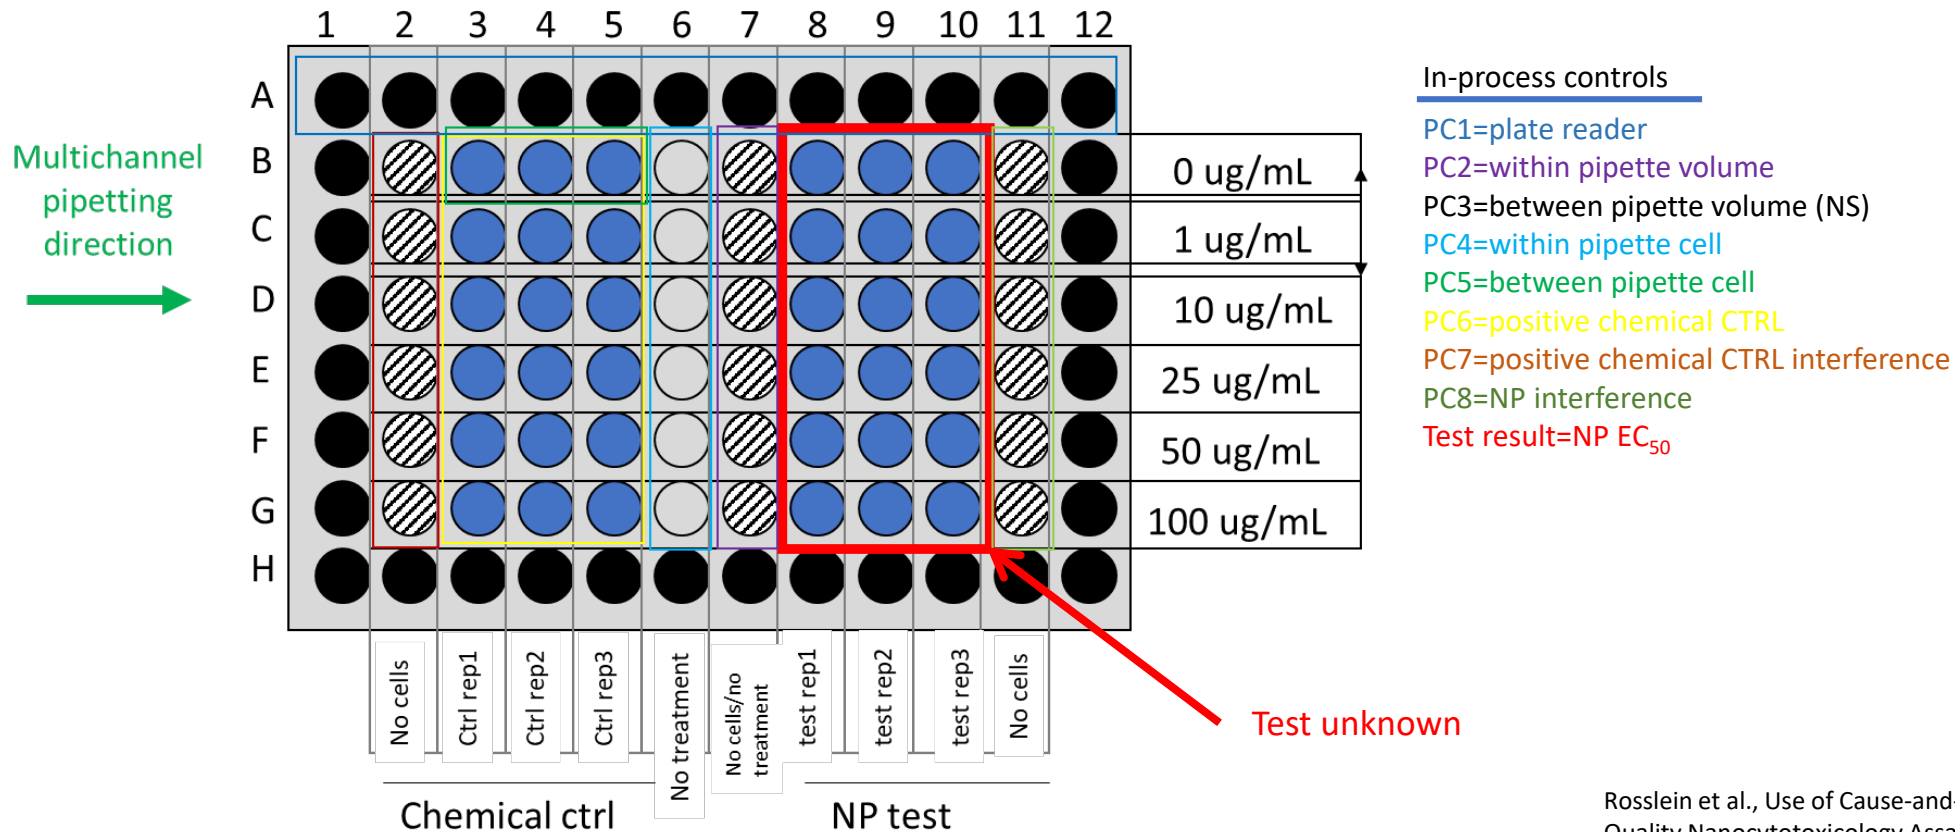 1 2 3 4 5 6 7 8 9 10 11 12
A
B
C
D
E
F
G
H
Multichannel
pipetting
direction
0 ug/mL
1 ug/mL
10 ug/mL
25 ug/mL
50 ug/mL
100 ug/mL
In-process controls
PC1=plate reader
PC2=within pipette volume
PC3=between pipette volume (NS)
PC4=within pipette cell
PC5=between pipette cell
PC6=positive chemical CTRL
PC7=positive chemical CTRL interference
PC8=NP interference
Test result=NP EC50
No cells
Ctrl rep1
Ctrl rep2
Ctrl rep3
No treatment
No cells/no
treatment
test rep1
test rep2
test rep3
No cells
Test unknown
Chemical ctrl
NP test
Rosslein et al., Use of Cause-and-
Quality Nanocytotoxicology Assa